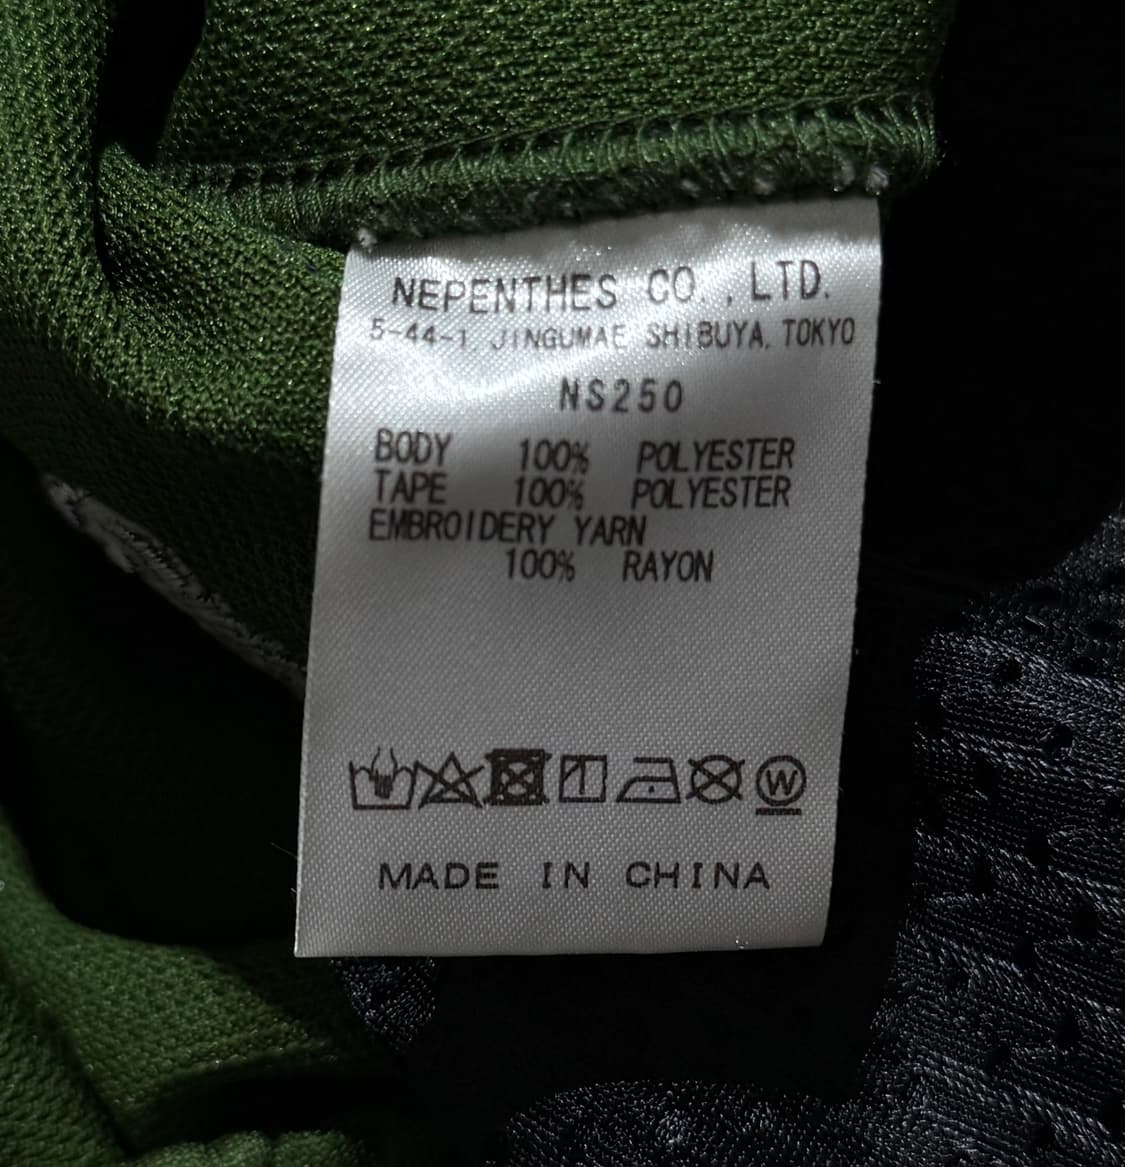 NEPENTHES CO., LTD.
5-44-1 JINGUMAE SHIBUYA, TOKYO
NS250
BODY 100% POLYESTER
TAPE 100% POLYESTER
EMBROIDERY YARN
100% RAYON
W
MADE IN CHINA